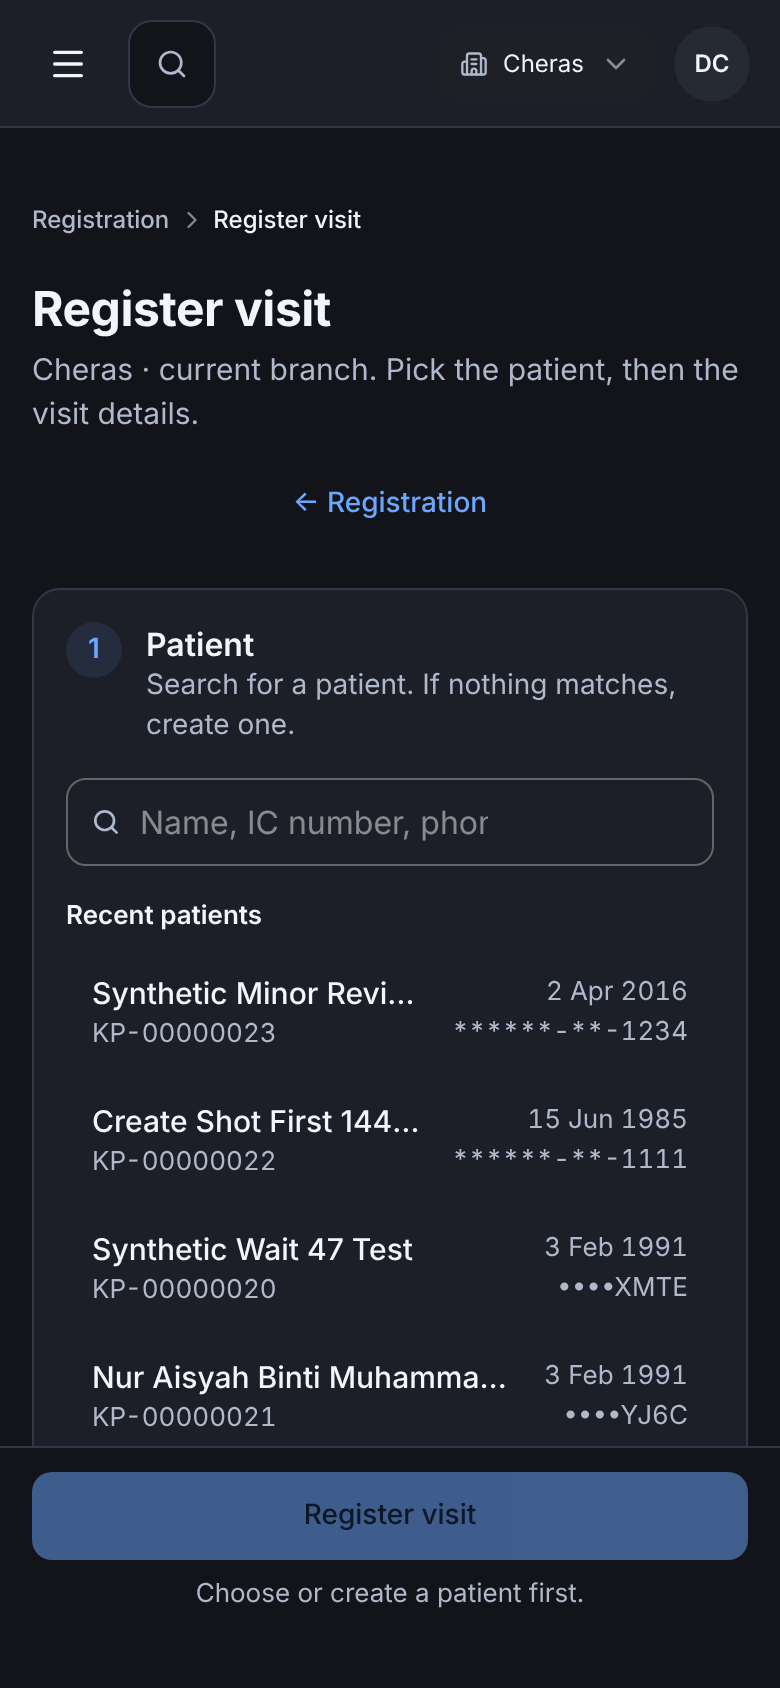 Cheras
DC
Registration > Register visit
Register visit
Cheras · current branch. Pick the patient, then the
visit details.
← Registration
1
Patient
Search for a patient. If nothing matches,
create one.
Name, IC number, phor
Recent patients
Synthetic Minor Revi...
2 Apr 2016
KP-00000023
******-**-1234
Create Shot First 144...
15 Jun 1985
KP-00000022
******-**-1111
Synthetic Wait 47 Test
3 Feb 1991
KP-00000020
••••XMTE
Nur Aisyah Binti Muhamma...
3 Feb 1991
KP-00000021
••••YJ6C
Register visit
Choose or create a patient first.